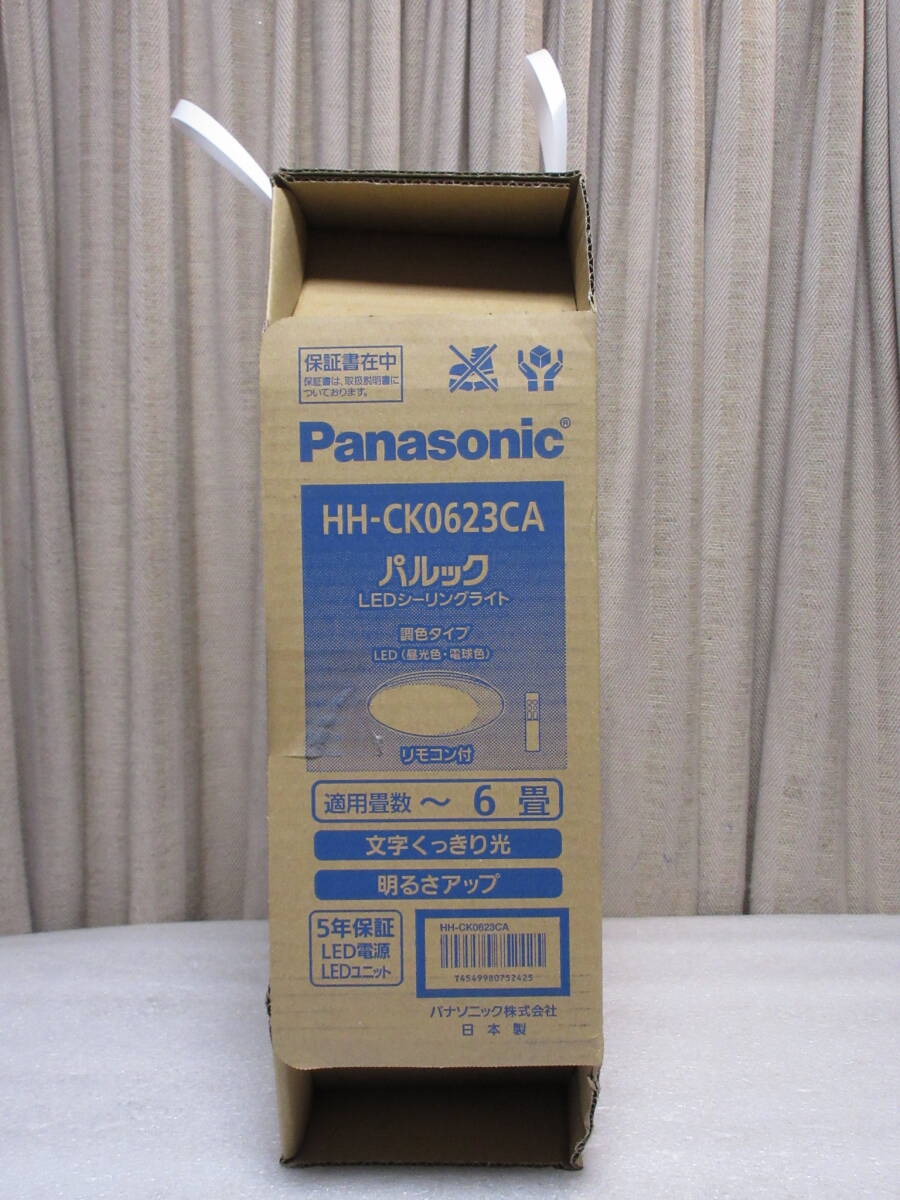 保証書在中
保証書は、取扱説明書に
ついております。
Panasonic®
HH-CK0623CA
パルック
LEDシーリングライト
調色タイプ
LED（昼光色・電球色）
リモコン付
適用畳数 〜 6 畳
文字くっきり光
明るさアップ
5年保証
LED電源
LEDユニット
HH-CK0623CA
T4549980752425
パナソニック株式会社
日本製